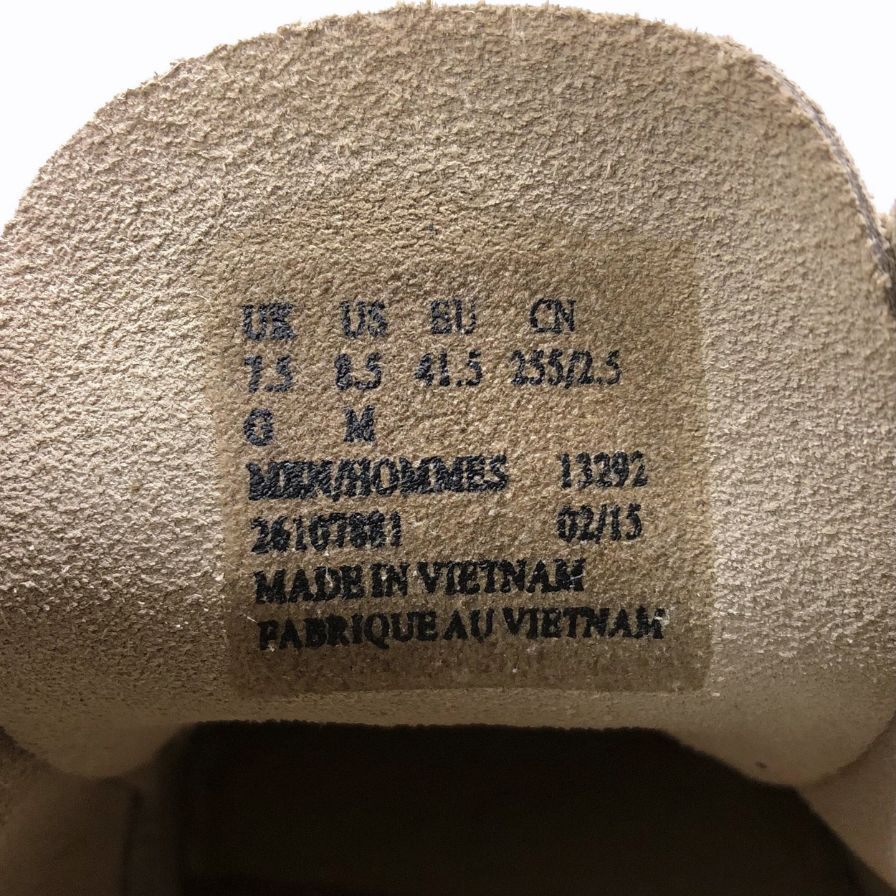 UK US EU CN
7.5 8.5 41.5 255/2.5
G M
MEN/HOMMES 13292
26107881 02/15
MADE IN VIETNAM
FABRIQUE AU VIETNAM